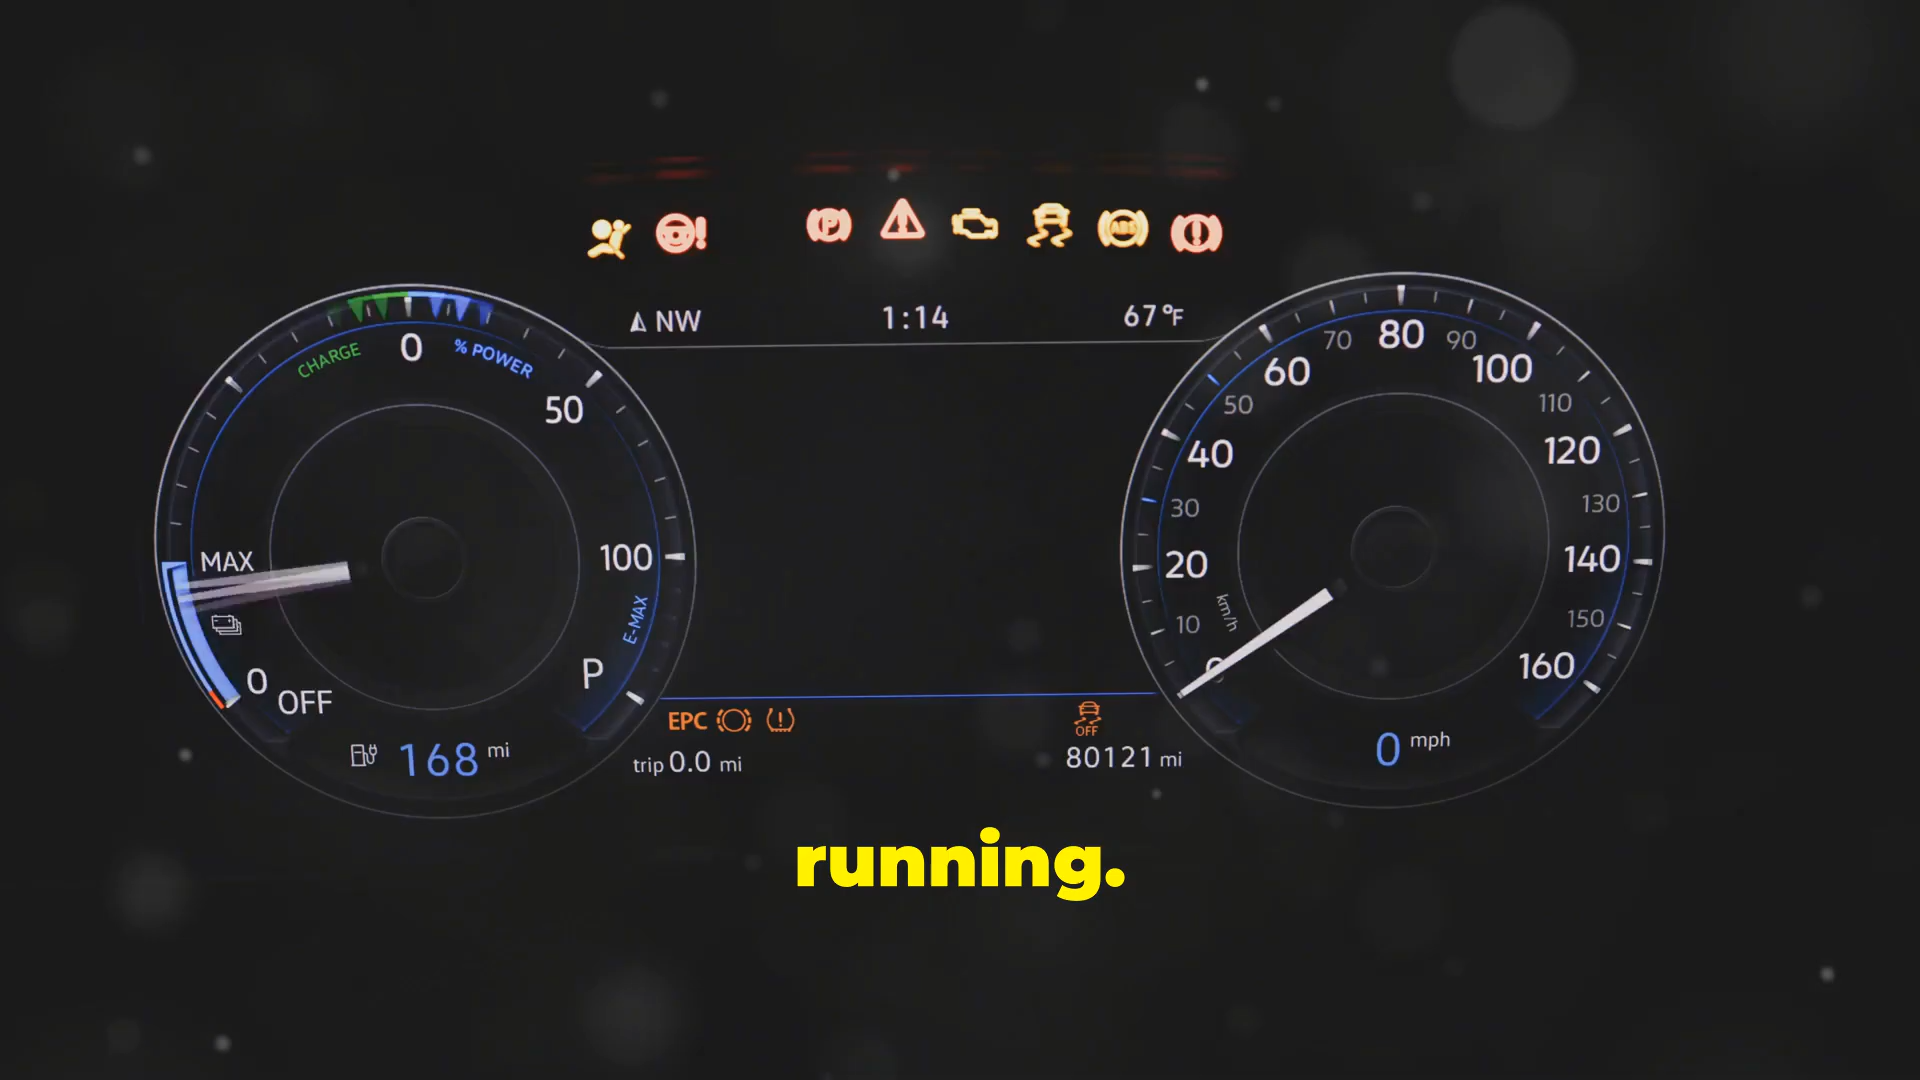 P
ABS
NW
1:14
67°F
CHARGE
0
% POWER
50
100
E-MAX
P
MAX
0
OFF
168 mi
EPC
trip 0.0 mi
OFF
80121 mi
0
10
20
30
40
50
60
70
80
90
100
110
120
130
140
150
160
km/h
0 mph
running.